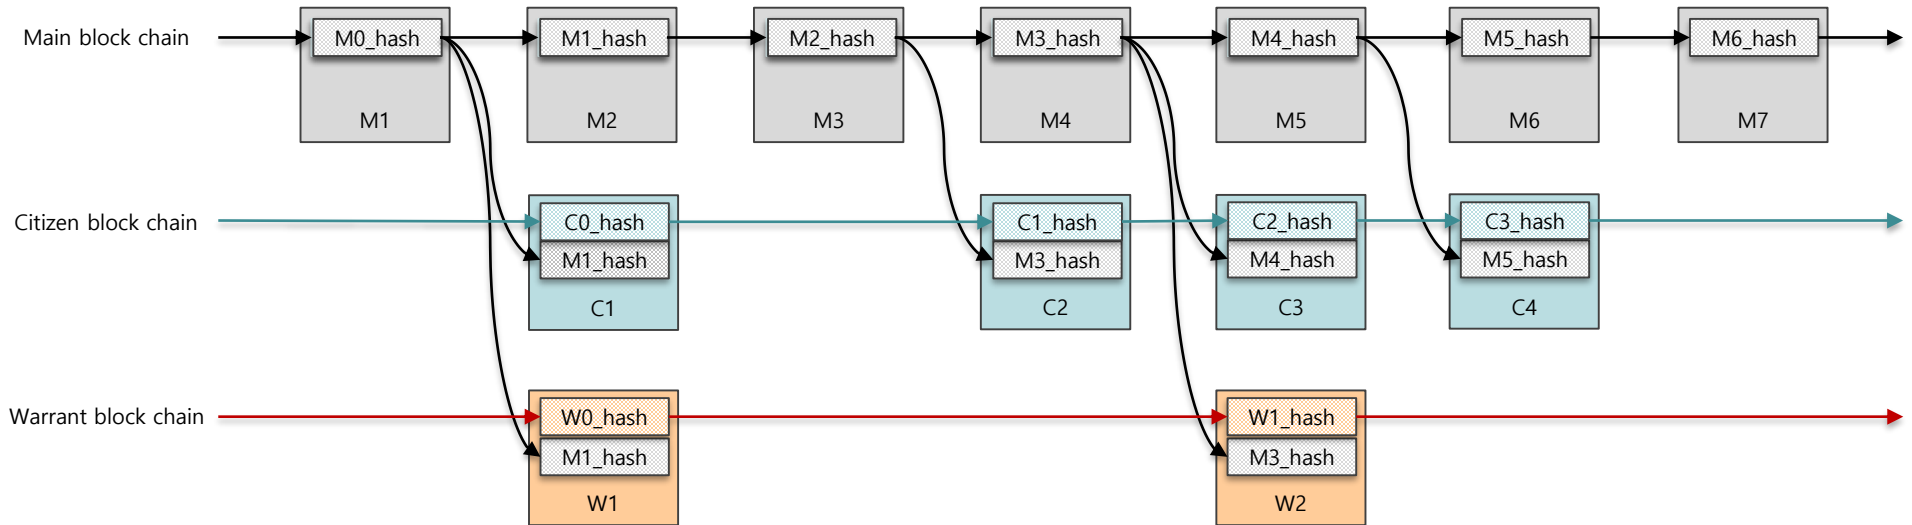 Main block chain
M0_hash
M1_hash
M2_hash
M3_hash
M4_hash
M5_hash
M6_hash
M1
M2
M3
M4
M5
M6
M7
Citizen block chain
C0_hash
C1_hash
C2_hash
C3_hash
M1_hash
M3_hash
M4_hash
M5_hash
C1
C2
C3
C4
Warrant block chain
W0_hash
W1_hash
M1_hash
M3_hash
W1
W2